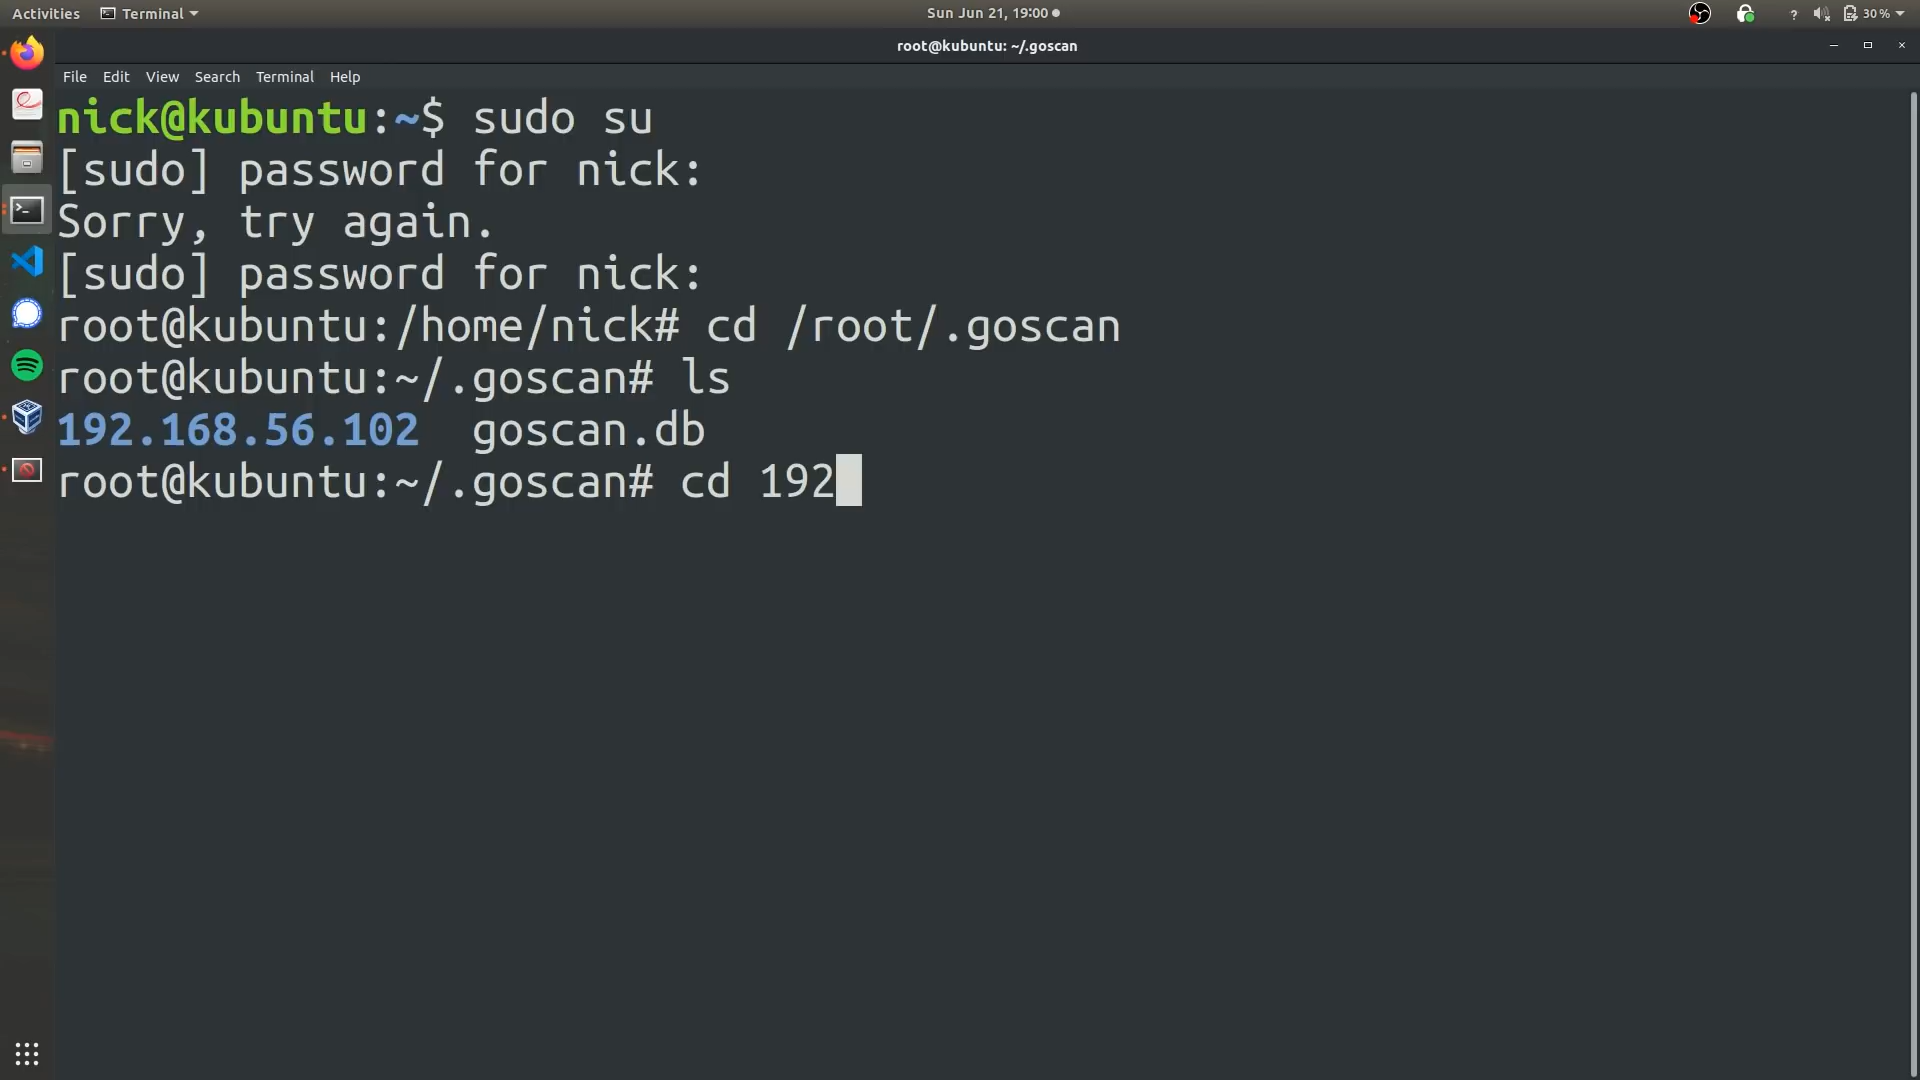 Activities Terminal Sun Jun 21, 19:00 ? 30%
root@kubuntu: ~/.goscan
File Edit View Search Terminal Help
nick@kubuntu:~$ sudo su
[sudo] password for nick:
Sorry, try again.
[sudo] password for nick:
root@kubuntu:/home/nick# cd /root/.goscan
root@kubuntu:~/.goscan# ls
192.168.56.102 goscan.db
root@kubuntu:~/.goscan# cd 192